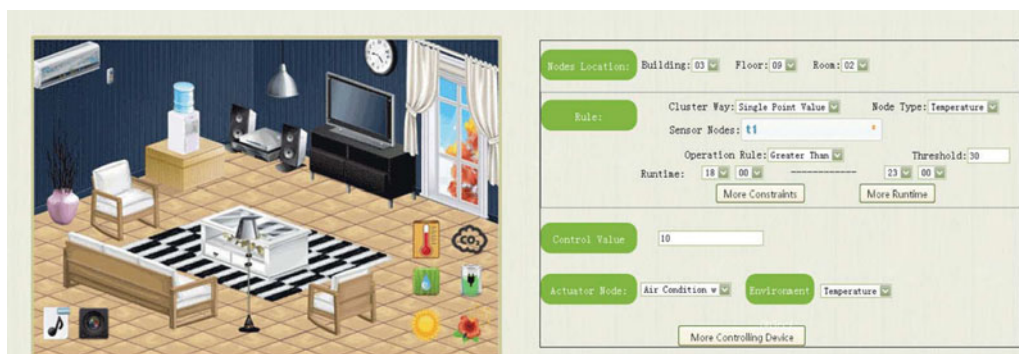 Nodes Location: Building: 03 Floor: 09 Room: 02
Rule:
Cluster Way: Single Point Value Node Type: Temperature
Sensor Nodes: t1 ×
Operation Rule: Greater Than Threshold: 30
Runtime: 18 00 ------------ 23 00
More Constraints More Runtime
Control Value 10
Actuator Node: Air Condition w Environment Temperature
More Controlling Device
CO2